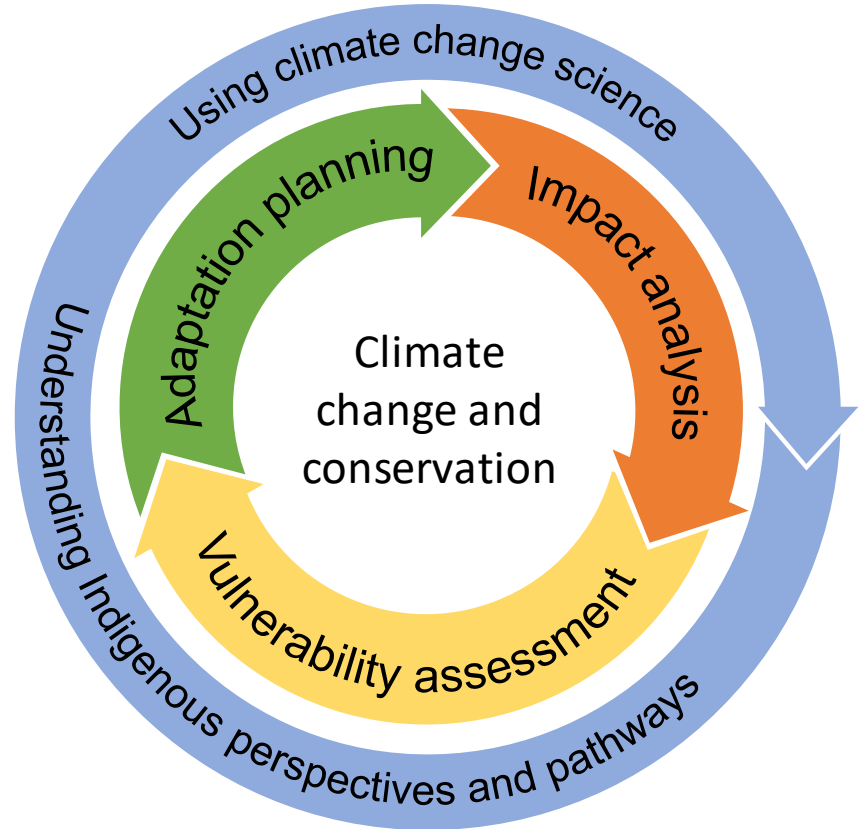 Using climate change science
Adaptation planning
Impact analysis
Climate
change and
conservation
Vulnerability assessment
Understanding Indigenous perspectives and pathways